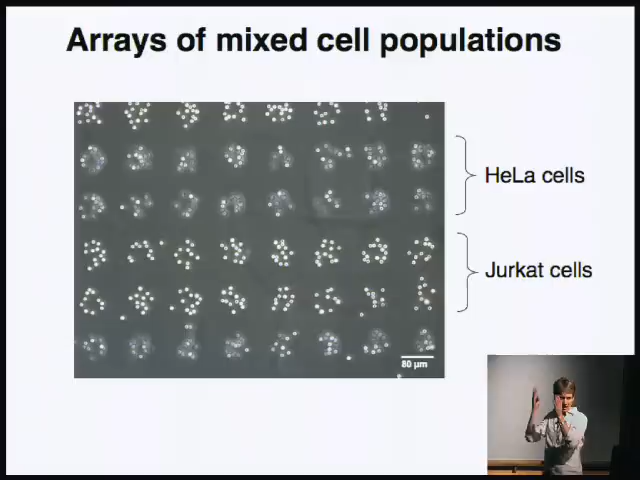 Arrays of mixed cell populations
HeLa cells
Jurkat cells
80 µm